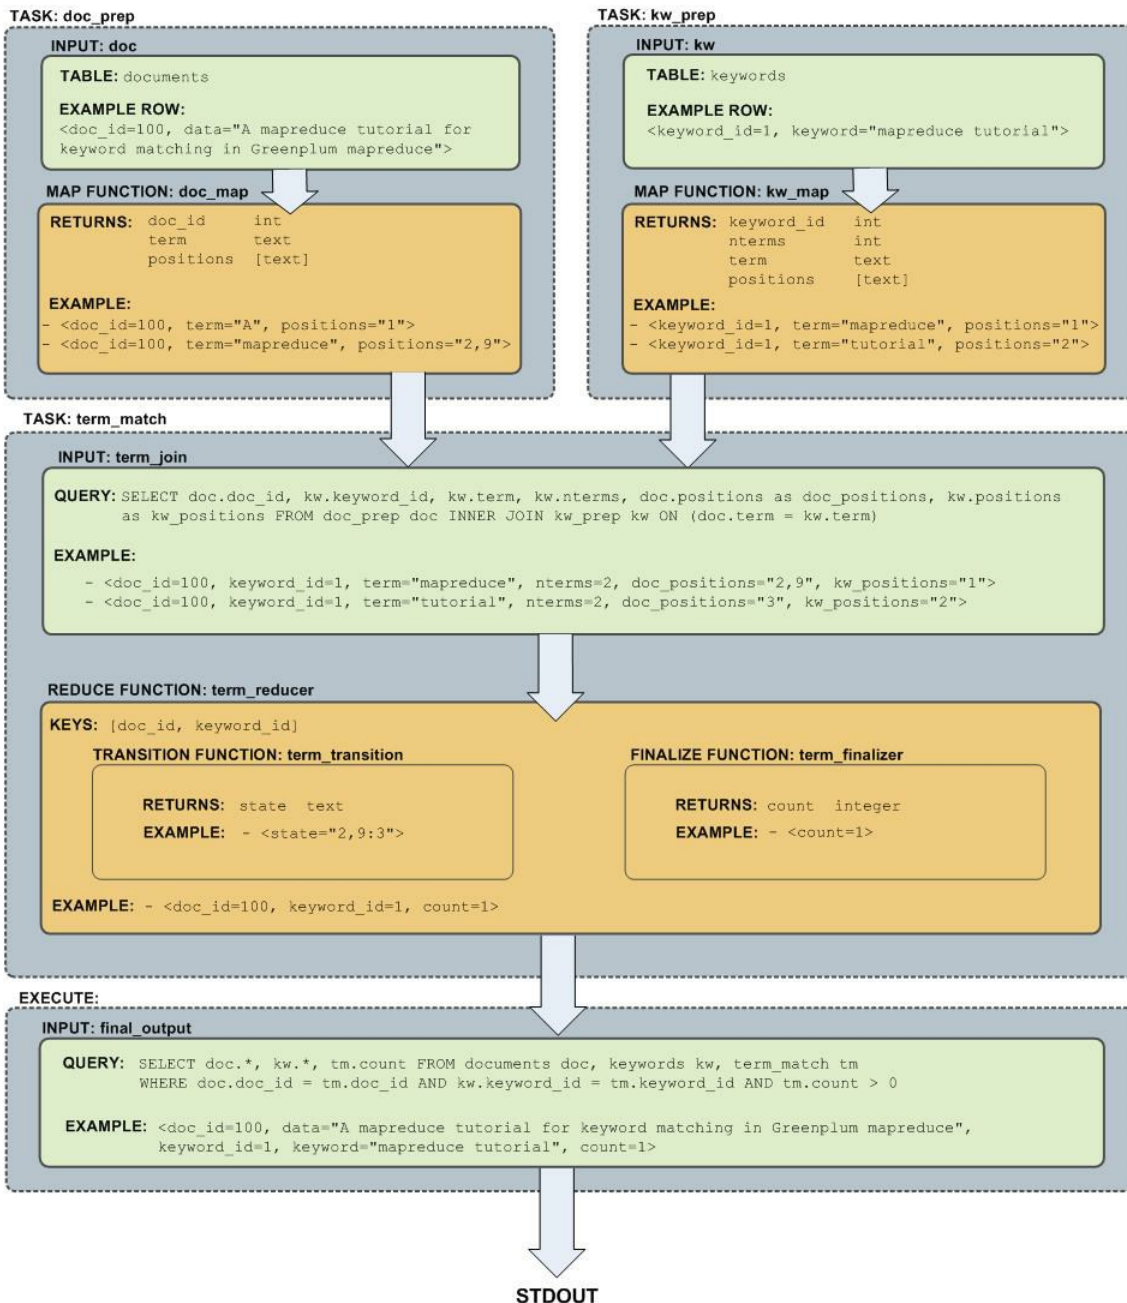 TASK: doc_prep
INPUT: doc
TABLE: documents
EXAMPLE ROW:
<doc_id=100, data="A mapreduce tutorial for
keyword matching in Greenplum mapreduce">
MAP FUNCTION: doc_map
RETURNS: doc_id int
term text
positions [text]
EXAMPLE:
- <doc_id=100, term="A", positions="1">
- <doc_id=100, term="mapreduce", positions="2,9">
TASK: kw_prep
INPUT: kw
TABLE: keywords
EXAMPLE ROW:
<keyword_id=1, keyword="mapreduce tutorial">
MAP FUNCTION: kw_map
RETURNS: keyword_id int
nterms int
term text
positions [text]
EXAMPLE:
- <keyword_id=1, term="mapreduce", positions="1">
- <keyword_id=1, term="tutorial", positions="2">
TASK: term_match
INPUT: term_join
QUERY: SELECT doc.doc_id, kw.keyword_id, kw.term, kw.nterms, doc.positions as doc_positions, kw.positions
as kw_positions FROM doc_prep doc INNER JOIN kw_prep kw ON (doc.term = kw.term)
EXAMPLE:
- <doc_id=100, keyword_id=1, term="mapreduce", nterms=2, doc_positions="2,9", kw_positions="1">
- <doc_id=100, keyword_id=1, term="tutorial", nterms=2, doc_positions="3", kw_positions="2">
REDUCE FUNCTION: term_reducer
KEYS: [doc_id, keyword_id]
TRANSITION FUNCTION: term_transition
RETURNS: state text
EXAMPLE: - <state="2,9:3">
FINALIZE FUNCTION: term_finalizer
RETURNS: count integer
EXAMPLE: - <count=1>
EXAMPLE: - <doc_id=100, keyword_id=1, count=1>
EXECUTE:
INPUT: final_output
QUERY: SELECT doc.*, kw.*, tm.count FROM documents doc, keywords kw, term_match tm
WHERE doc.doc_id = tm.doc_id AND kw.keyword_id = tm.keyword_id AND tm.count > 0
EXAMPLE: <doc_id=100, data="A mapreduce tutorial for keyword matching in Greenplum mapreduce",
keyword_id=1, keyword="mapreduce tutorial", count=1>
STDOUT